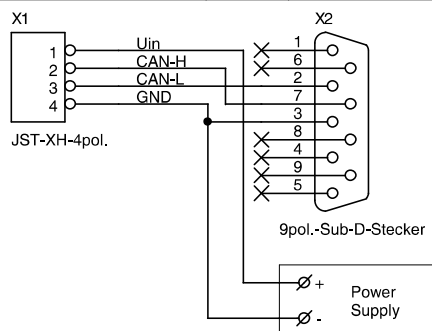 X1
X2
1 Uin
2 CAN-H
3 CAN-L
4 GND
JST-XH-4pol.
1
6
2
7
3
8
4
9
5
9pol.-Sub-D-Stecker
+
-
Power
Supply